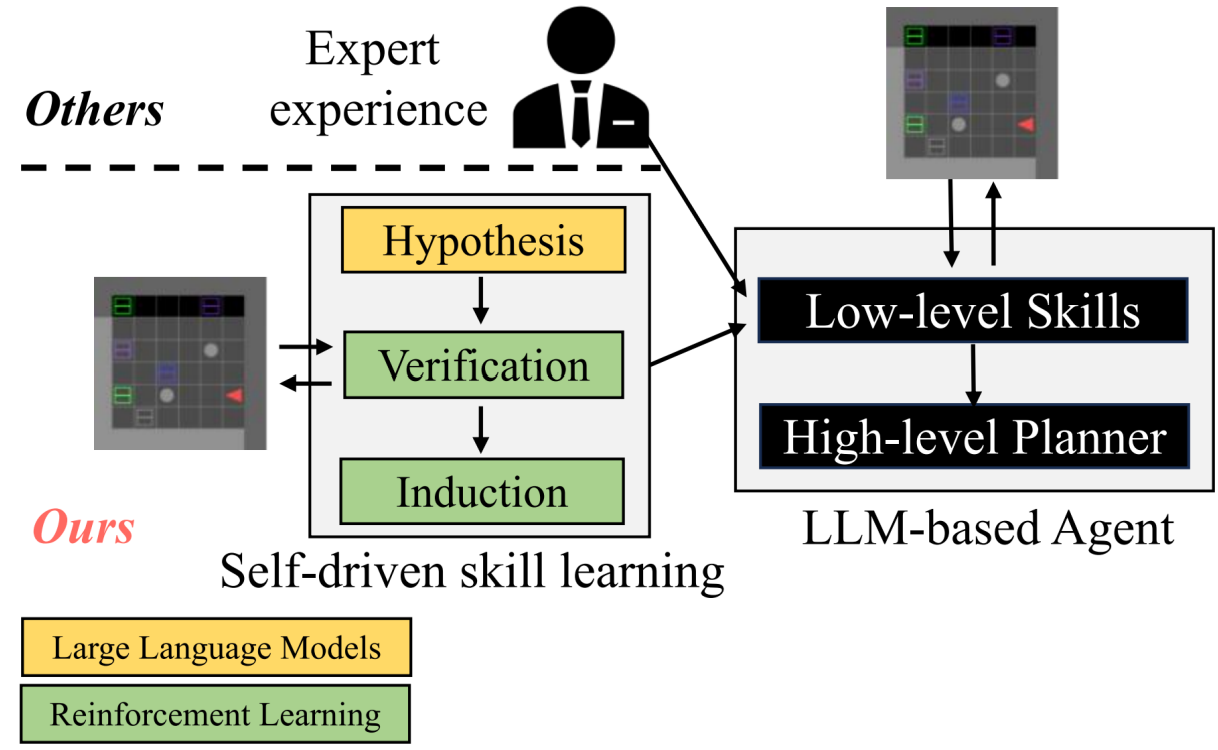 Expert
experience
Others
Hypothesis
Verification
Induction
Ours
Self-driven skill learning
Low-level Skills
High-level Planner
LLM-based Agent
Large Language Models
Reinforcement Learning